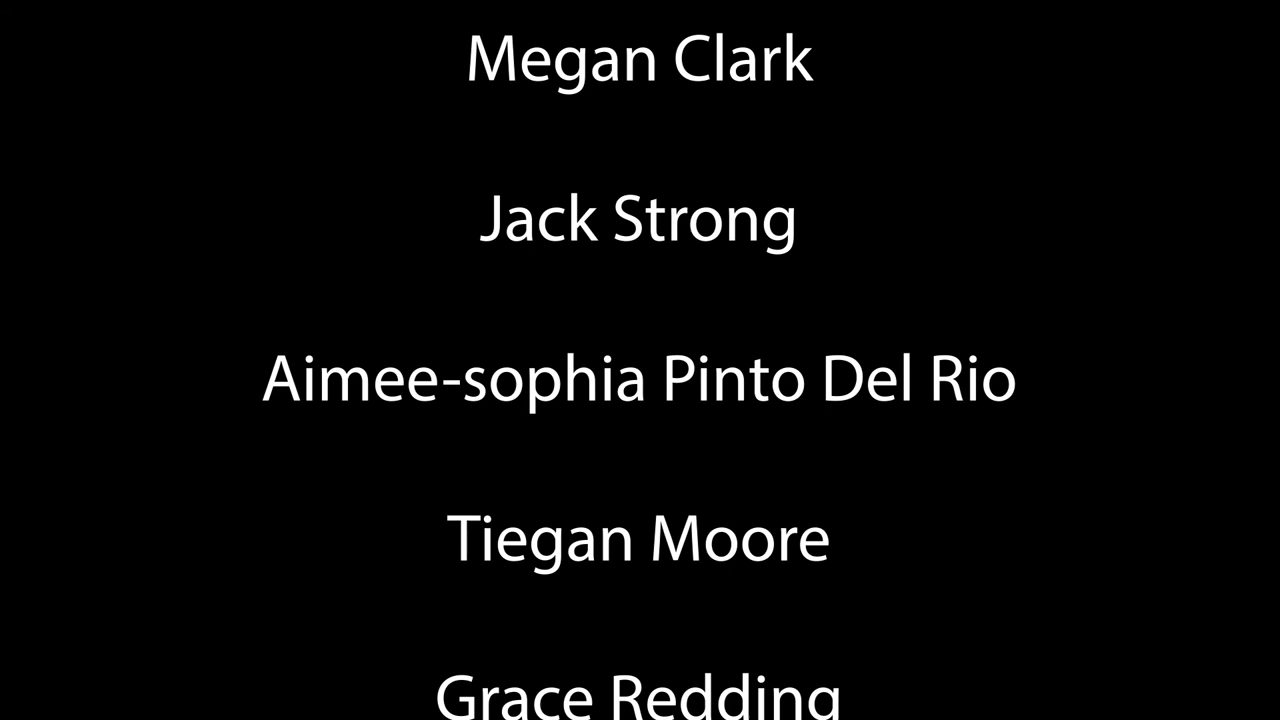 Megan Clark
Jack Strong
Aimee-sophia Pinto Del Rio
Tiegan Moore
Grace Redding